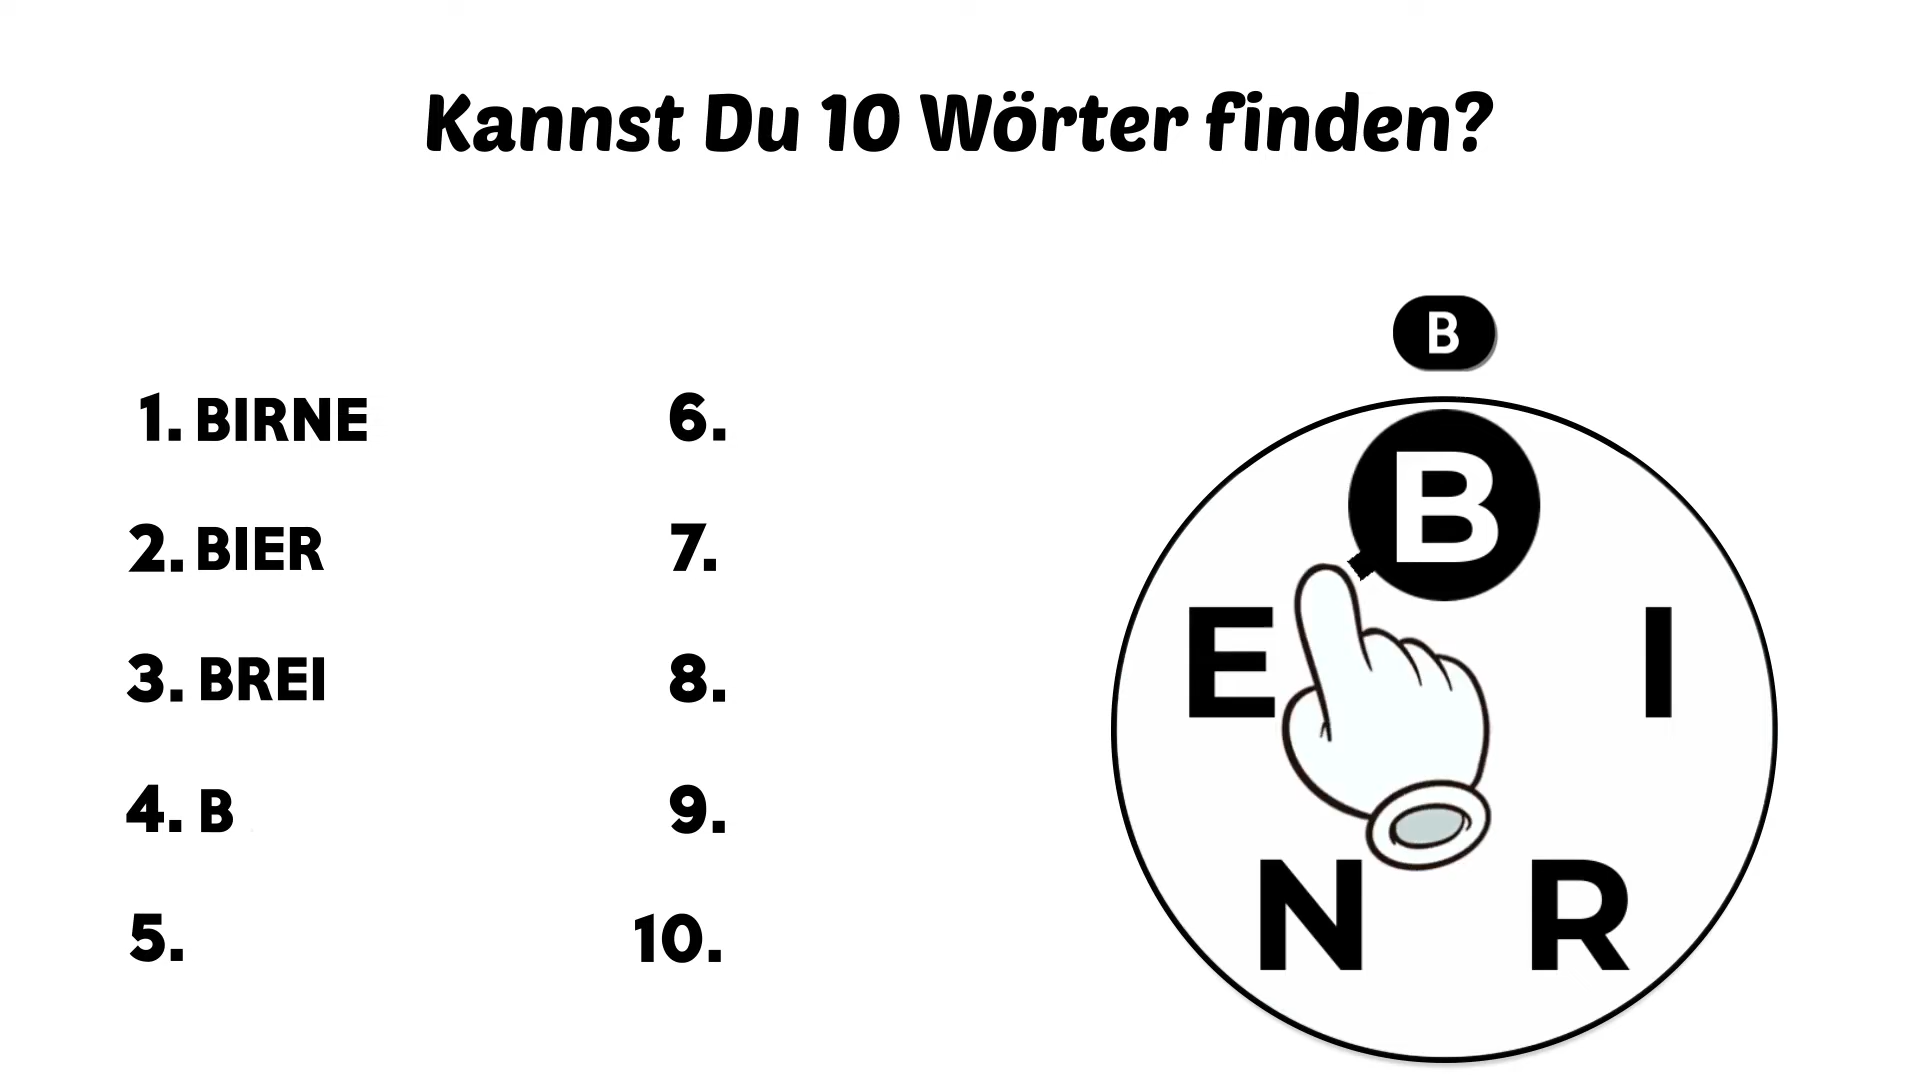 Kannst Du 10 Wörter finden?
1. BIRNE
2. BIER
3. BREI
4. B
5.
6.
7.
8.
9.
10.
B
B
E I
N R